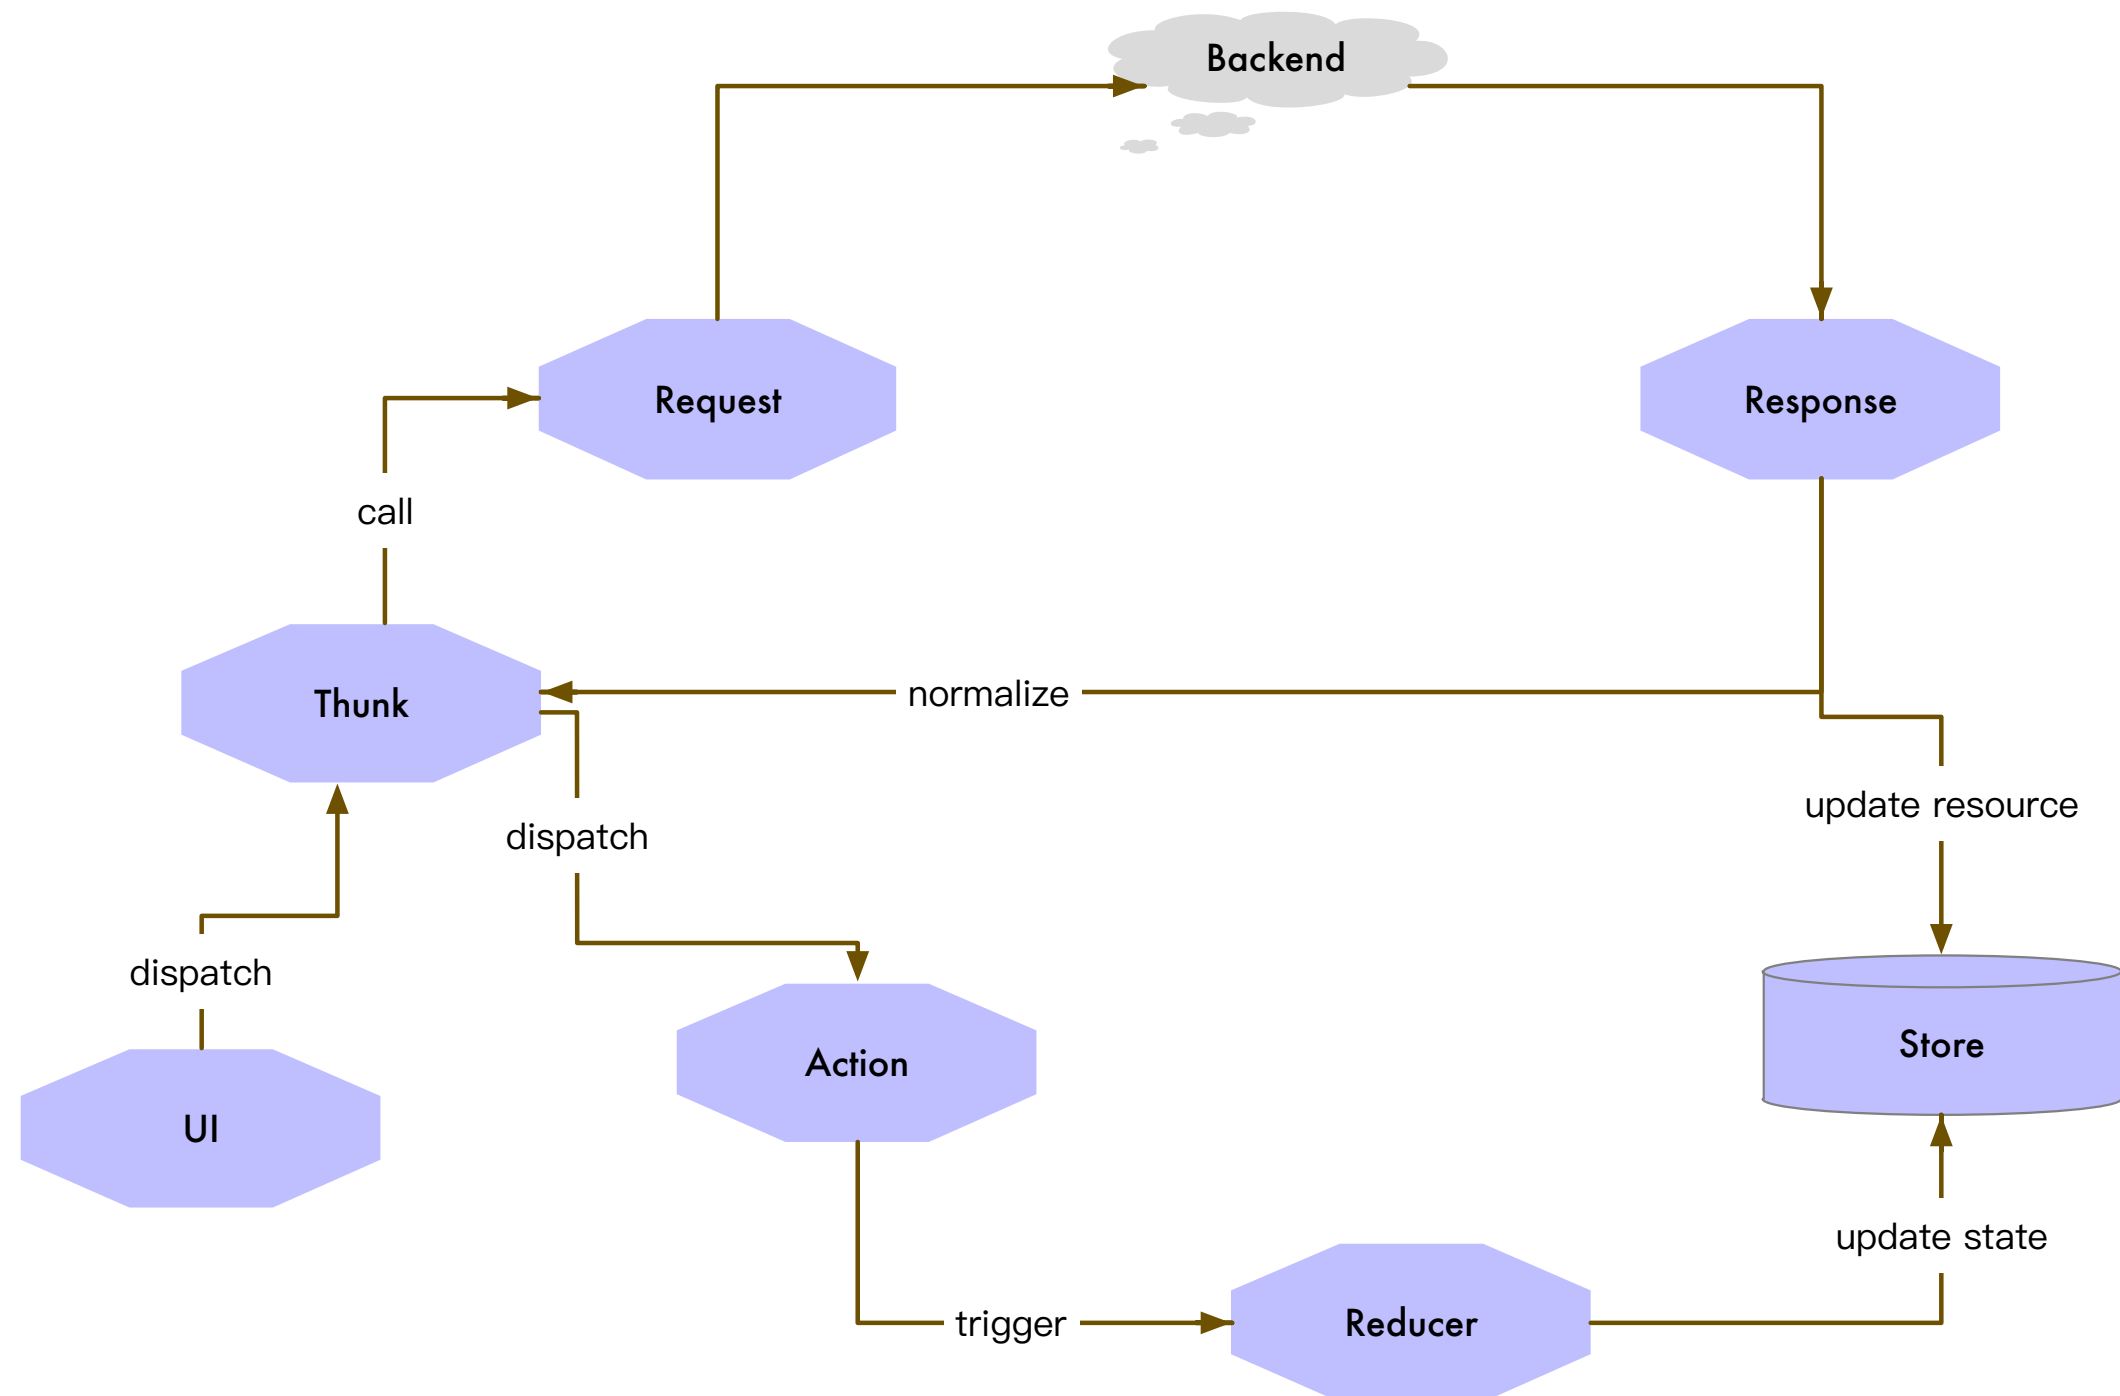 Backend
Request
Response
call
Thunk
normalize
update resource
dispatch
dispatch
Store
Action
UI
update state
trigger
Reducer